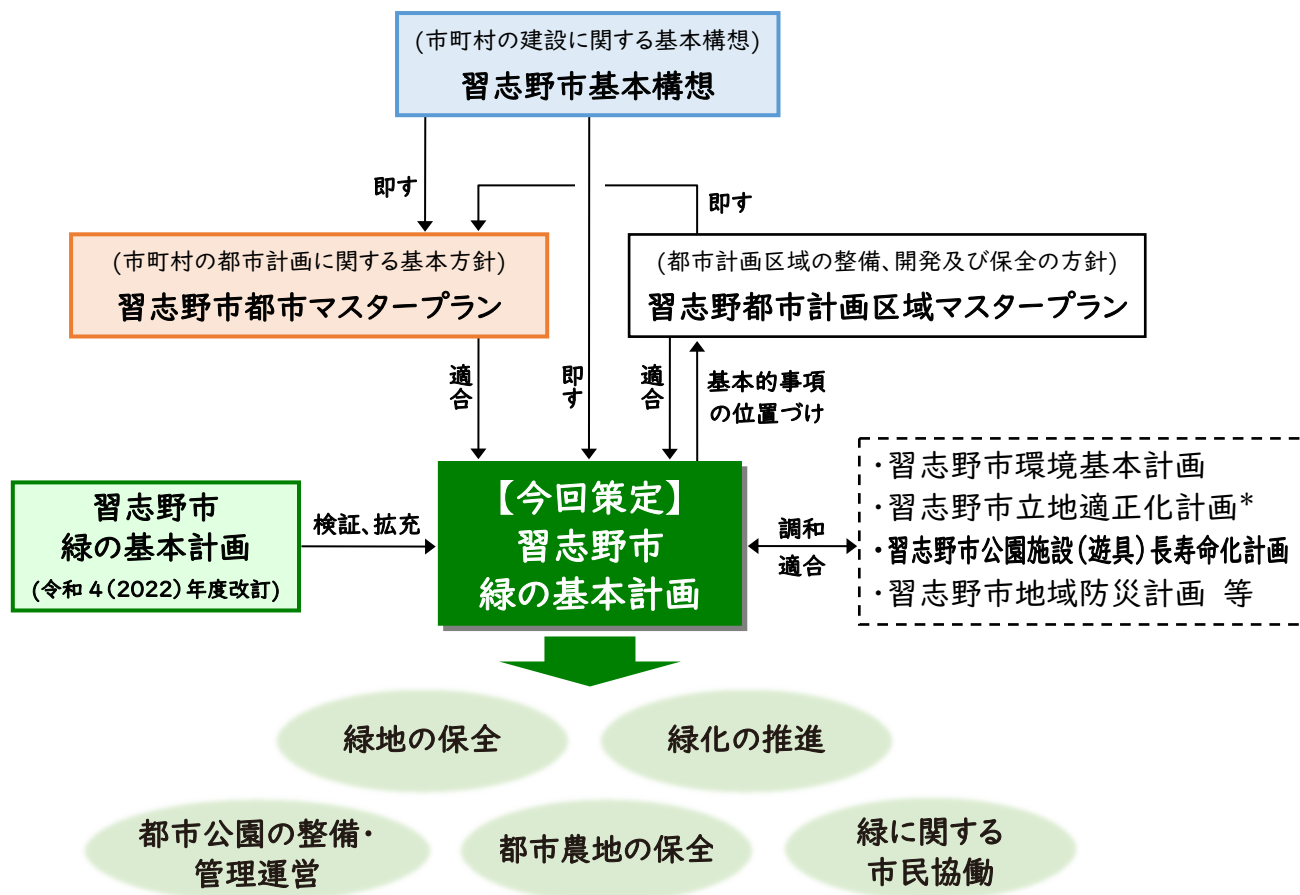 (市町村の建設に関する基本構想)
習志野市基本構想
即す
即す
(市町村の都市計画に関する基本方針)
習志野市都市マスタープラン
(都市計画区域の整備、開発及び保全の方針)
習志野都市計画区域マスタープラン
適合
即す
適合
基本的事項
の位置づけ
習志野市
緑の基本計画
(令和4(2022)年度改訂)
検証、拡充
【今回策定】
習志野市
緑の基本計画
調和
適合
・習志野市環境基本計画
・習志野市立地適正化計画*
・習志野市公園施設(遊具)長寿命化計画
・習志野市地域防災計画 等
緑地の保全
緑化の推進
都市公園の整備・
管理運営
都市農地の保全
緑に関する
市民協働